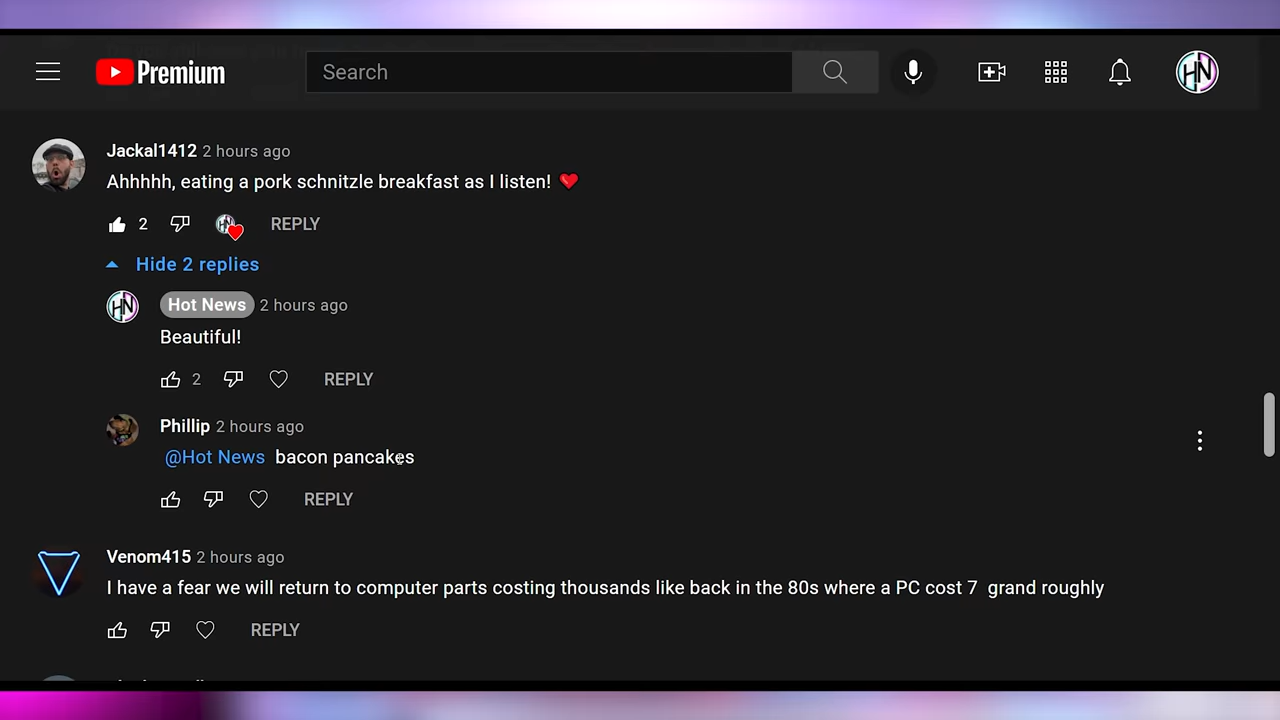 Premium
Search
HN
Jackal1412 2 hours ago
Ahhhhh, eating a pork schnitzle breakfast as I listen! ❤️
2
HN
REPLY
Hide 2 replies
HN
Hot News 2 hours ago
Beautiful!
2
REPLY
Phillip 2 hours ago
@Hot News bacon pancakes
REPLY
Venom415 2 hours ago
I have a fear we will return to computer parts costing thousands like back in the 80s where a PC cost 7 grand roughly
REPLY